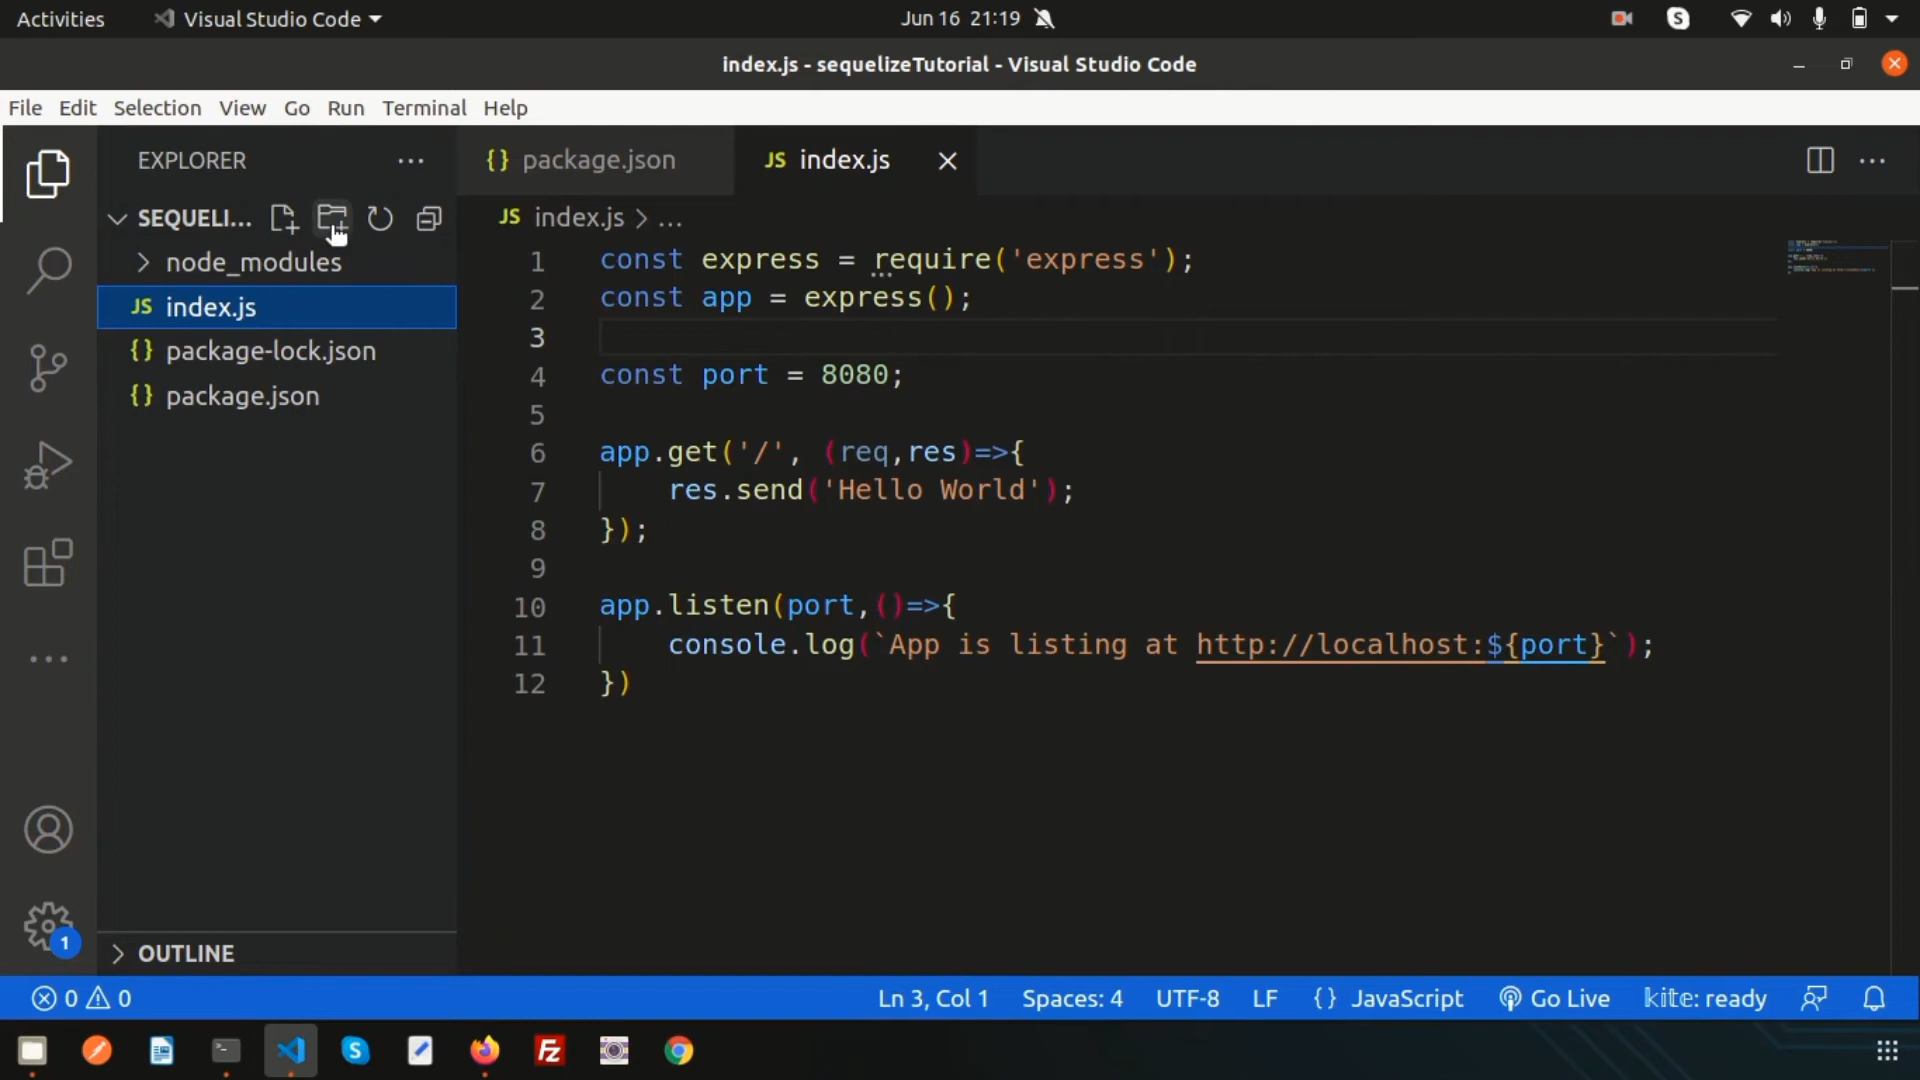 Activities Visual Studio Code Jun 16 21:19
index.js - sequelizeTutorial - Visual Studio Code
File Edit Selection View Go Run Terminal Help
EXPLORER ...
{} package.json JS index.js
SEQUELI...
JS index.js > ...
node_modules
JS index.js
{} package-lock.json
{} package.json
1 const express = require('express');
2 const app = express();
3
4 const port = 8080;
5
6 app.get('/', (req,res)=>{
7 res.send('Hello World');
8 });
9
10 app.listen(port,()=>{
11 console.log(`App is listing at http://localhost:${port}`);
12 })
1
OUTLINE
0 0 Ln 3, Col 1 Spaces: 4 UTF-8 LF {} JavaScript Go Live kite: ready